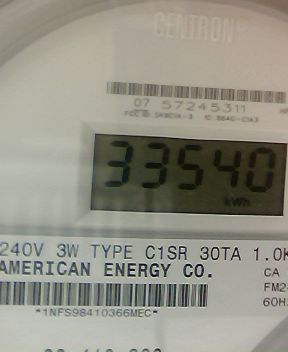 CENTRON®
07 57245311
33540
kWh
240V 3W TYPE C1SR 30TA 1.0K
AMERICAN ENERGY CO.
CA
FM2
60H
*1NFS98410366MEC*